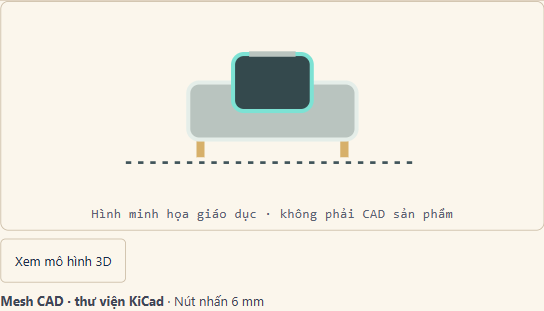 Hình minh họa giáo dục · không phải CAD sản phẩm
Xem mô hình 3D
Mesh CAD · thư viện KiCad · Nút nhấn 6 mm